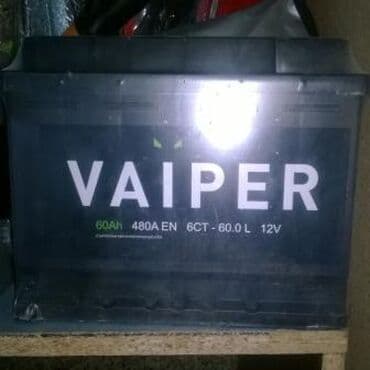 VAIPER
60Ah 480A EN 6CT - 60.0 L 12V